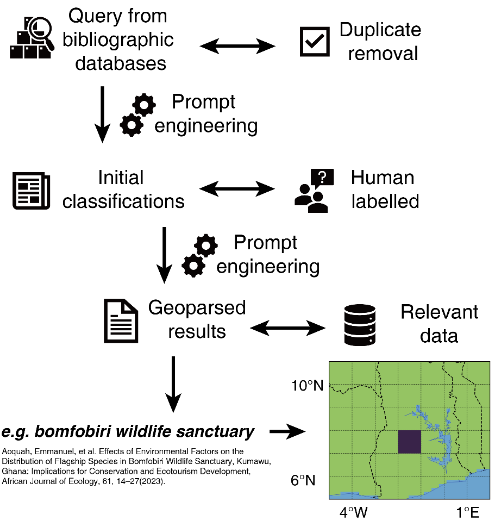 Query from
bibliographic
databases
Duplicate
removal
Prompt
engineering
Initial
classifications
?
Human
labelled
Prompt
engineering
Geoparsed
results
Relevant
data
e.g. bomfobiri wildlife sanctuary
Acquah, Emmanuel, et al. Effects of Environmental Factors on the
Distribution of Flagship Species in Bomfobiri Wildlife Sanctuary, Kumawu,
Ghana: Implications for Conservation and Ecotourism Development,
African Journal of Ecology, 61, 14–27(2023).
10°N
6°N
4°W
1°E